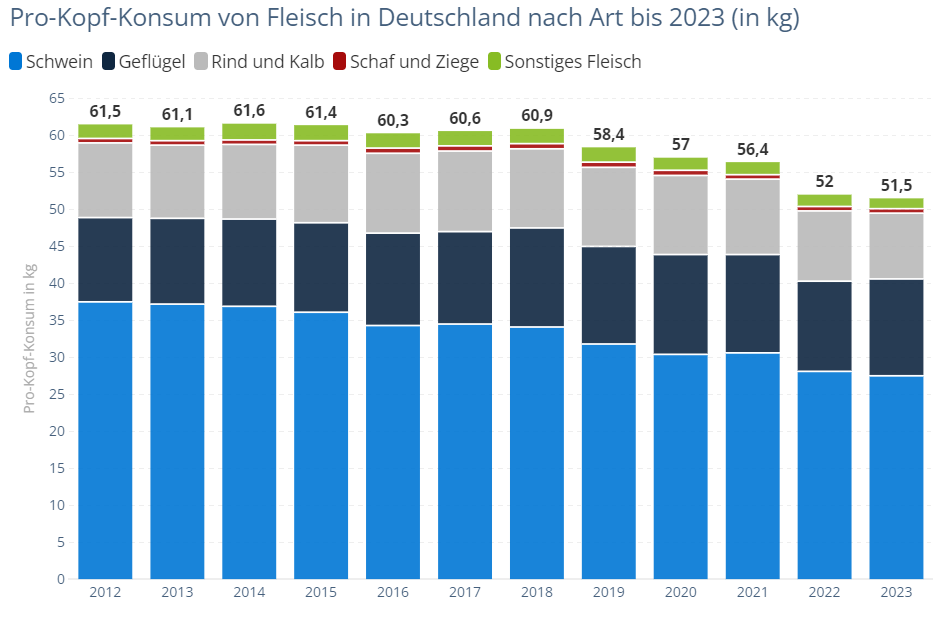 Pro-Kopf-Konsum von Fleisch in Deutschland nach Art bis 2023 (in kg)
Schwein Geflügel Rind und Kalb Schaf und Ziege Sonstiges Fleisch
61,5 61,1 61,6 61,4 60,3 60,6 60,9 58,4 57 56,4 52 51,5
Pro-Kopf-Konsum in kg
65
60
55
50
45
40
35
30
25
20
15
10
5
0
2012 2013 2014 2015 2016 2017 2018 2019 2020 2021 2022 2023